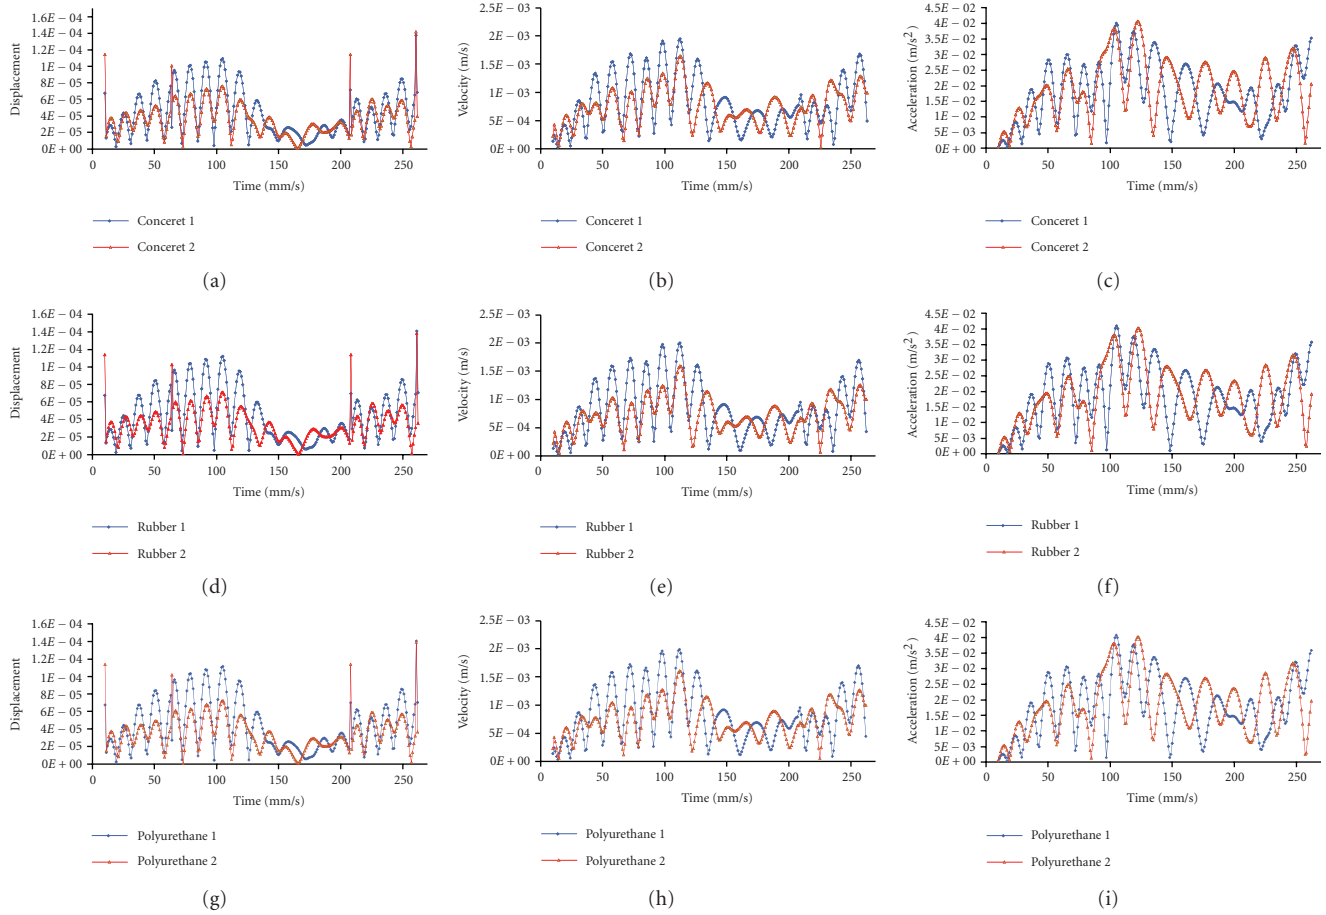 Displacement
1.6E − 04
1.4E − 04
1.2E − 04
1E − 04
8E − 05
6E − 05
4E − 05
2E − 05
0E + 00
0 50 100 150 200 250
Time (mm/s)
Conceret 1
Conceret 2
(a)
Velocity (m/s)
2.5E − 03
2E − 03
1.5E − 03
1E − 03
5E − 04
0E + 00
0 50 100 150 200 250
Time (mm/s)
Conceret 1
Conceret 2
(b)
Acceleration (m/s²)
4.5E − 02
4E − 02
3.5E − 02
3E − 02
2.5E − 02
2E − 02
1.5E − 02
1E − 02
5E − 03
0E + 00
0 50 100 150 200 250
Time (mm/s)
Conceret 1
Conceret 2
(c)
Displacement
1.6E − 04
1.4E − 04
1.2E − 04
1E − 04
8E − 05
6E − 05
4E − 05
2E − 05
0E + 00
0 50 100 150 200 250
Time (mm/s)
Rubber 1
Rubber 2
(d)
Velocity (m/s)
2.5E − 03
2E − 03
1.5E − 03
1E − 03
5E − 04
0E + 00
0 50 100 150 200 250
Time (mm/s)
Rubber 1
Rubber 2
(e)
Acceleration (m/s²)
4.5E − 02
4E − 02
3.5E − 02
3E − 02
2.5E − 02
2E − 02
1.5E − 02
1E − 02
5E − 03
0E + 00
0 50 100 150 200 250
Time (mm/s)
Rubber 1
Rubber 2
(f)
Displacement
1.6E − 04
1.4E − 04
1.2E − 04
1E − 04
8E − 05
6E − 05
4E − 05
2E − 05
0E + 00
0 50 100 150 200 250
Time (mm/s)
Polyurethane 1
Polyurethane 2
(g)
Velocity (m/s)
2.5E − 03
2E − 03
1.5E − 03
1E − 03
5E − 04
0E + 00
0 50 100 150 200 250
Time (mm/s)
Polyurethane 1
Polyurethane 2
(h)
Acceleration (m/s²)
4.5E − 02
4E − 02
3.5E − 02
3E − 02
2.5E − 02
2E − 02
1.5E − 02
1E − 02
5E − 03
0E + 00
0 50 100 150 200 250
Time (mm/s)
Polyurethane 1
Polyurethane 2
(i)